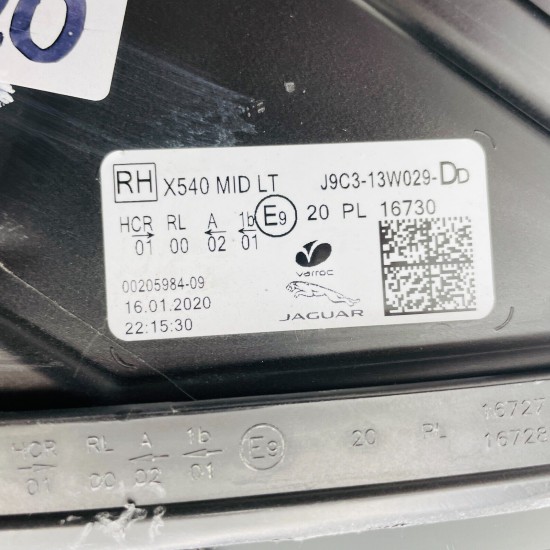 20
RH X540 MID LT J9C3-13W029-DD
HCR RL A 1b E9 20 PL 16730
01 00 02 01
00205984-09
16.01.2020
22:15:30
varroc
JAGUAR
HCR RL A 1b E9 20 PL 16727
01 00 02 01 16728